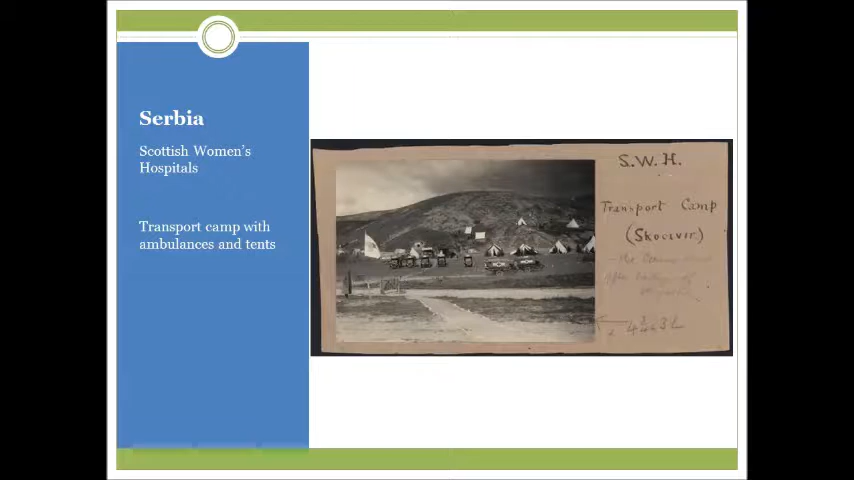 Serbia
Scottish Women's
Hospitals
Transport camp with
ambulances and tents
S.W.H.
Transport Camp
(Skocivir)